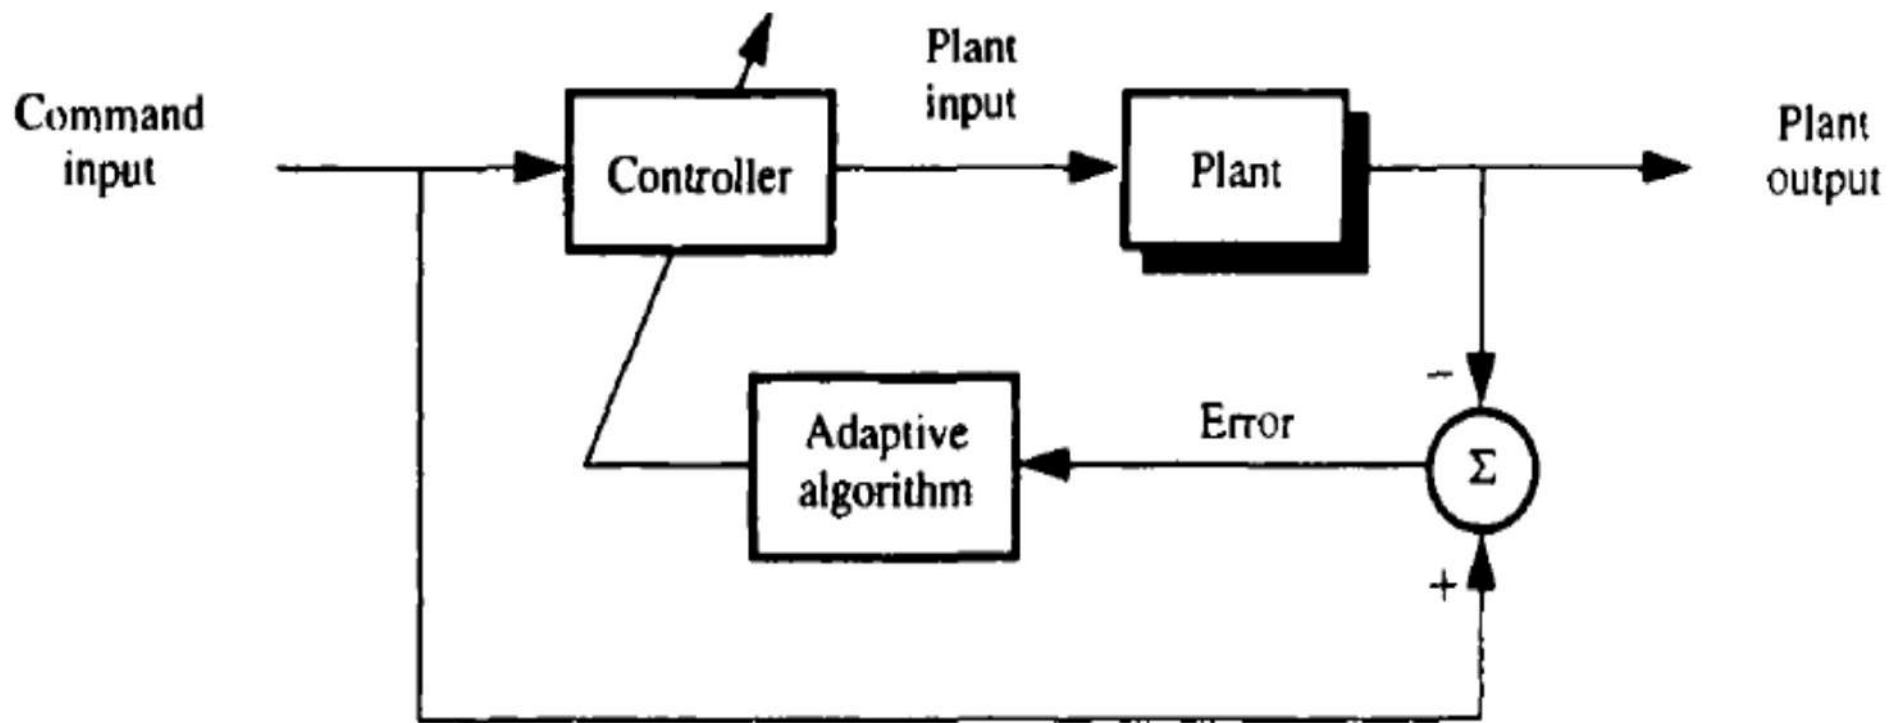 Command
input
Controller
Plant
input
Plant
Plant
output
Adaptive
algorithm
Error
−
Σ
+